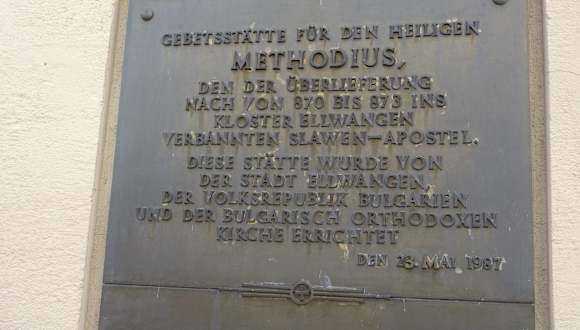 GEBETSSTÄTTE FÜR DEN HEILIGEN
METHODIUS,
DEN DER ÜBERLIEFERUNG
NACH VON 870 BIS 873 INS
KLOSTER ELLWANGEN
VERBANNTEN SLAWEN-APOSTEL.
DIESE STÄTTE WURDE VON
DER STADT ELLWANGEN,
DER VOLKSREPUBLIK BULGARIEN
UND DER BULGARISCH ORTHODOXEN
KIRCHE ERRICHTET
DEN 23. MAI 1987